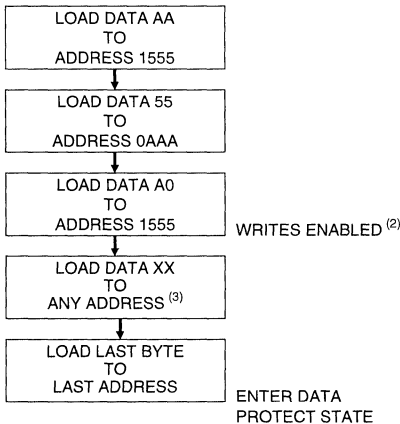 LOAD DATA AA
TO
ADDRESS 1555
LOAD DATA 55
TO
ADDRESS 0AAA
LOAD DATA A0
TO
ADDRESS 1555
WRITES ENABLED (2)
LOAD DATA XX
TO
ANY ADDRESS (3)
LOAD LAST BYTE
TO
LAST ADDRESS
ENTER DATA
PROTECT STATE